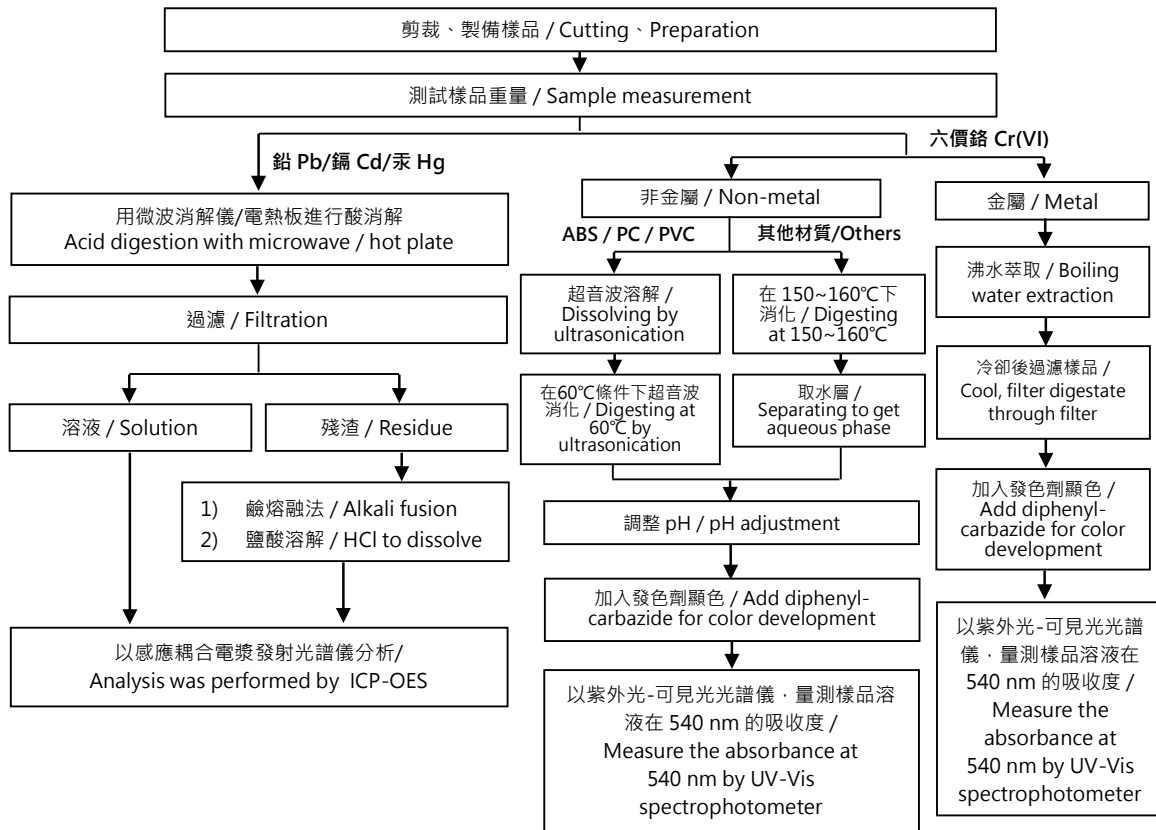 剪裁、製備樣品 / Cutting、Preparation
測試樣品重量 / Sample measurement
鉛 Pb/鎘 Cd/汞 Hg
用微波消解儀/電熱板進行酸消解
Acid digestion with microwave / hot plate
過濾 / Filtration
溶液 / Solution
殘渣 / Residue
1) 鹼熔融法 / Alkali fusion
2) 鹽酸溶解 / HCl to dissolve
以感應耦合電漿發射光譜儀分析/
Analysis was performed by ICP-OES
六價鉻 Cr(VI)
非金屬 / Non-metal
ABS / PC / PVC
其他材質/Others
超音波溶解 /
Dissolving by
ultrasonication
在60℃條件下超音波
消化 / Digesting at
60℃ by
ultrasonication
在 150~160℃下
消化 / Digesting
at 150~160℃
取水層 /
Separating to get
aqueous phase
調整 pH / pH adjustment
加入發色劑顯色 / Add diphenyl-
carbazide for color development
以紫外光-可見光光譜儀，量測樣品溶
液在 540 nm 的吸收度 /
Measure the absorbance at
540 nm by UV-Vis
spectrophotometer
金屬 / Metal
沸水萃取 / Boiling
water extraction
冷卻後過濾樣品 /
Cool, filter digestate
through filter
加入發色劑顯色 /
Add diphenyl-
carbazide for color
development
以紫外光-可見光光譜
儀，量測樣品溶液在
540 nm 的吸收度 /
Measure the
absorbance at
540 nm by UV-Vis
spectrophotometer